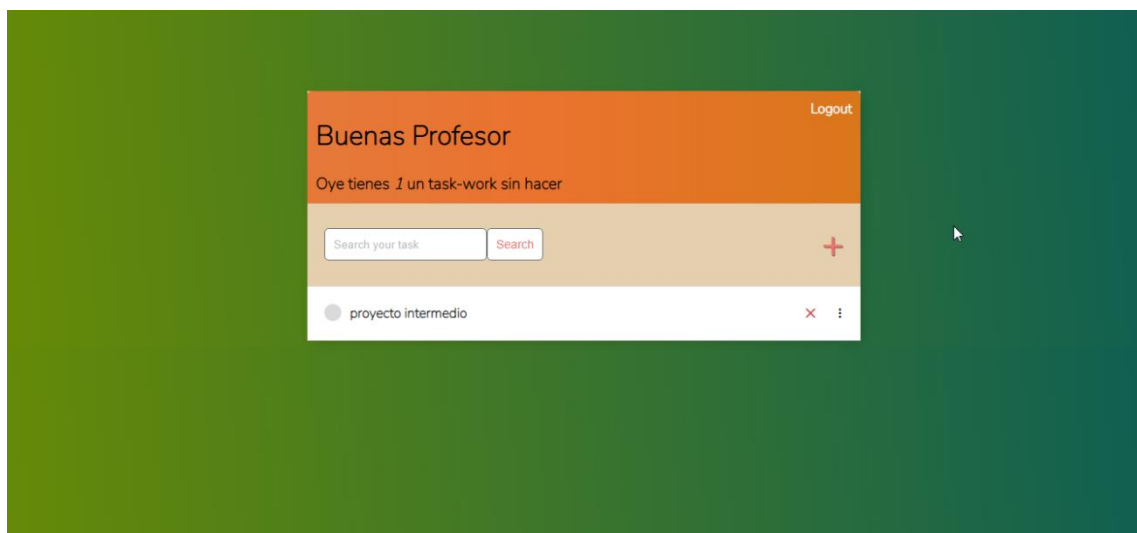 Logout
Buenas Profesor
Oye tienes 1 un task-work sin hacer
Search your task Search
proyecto intermedio